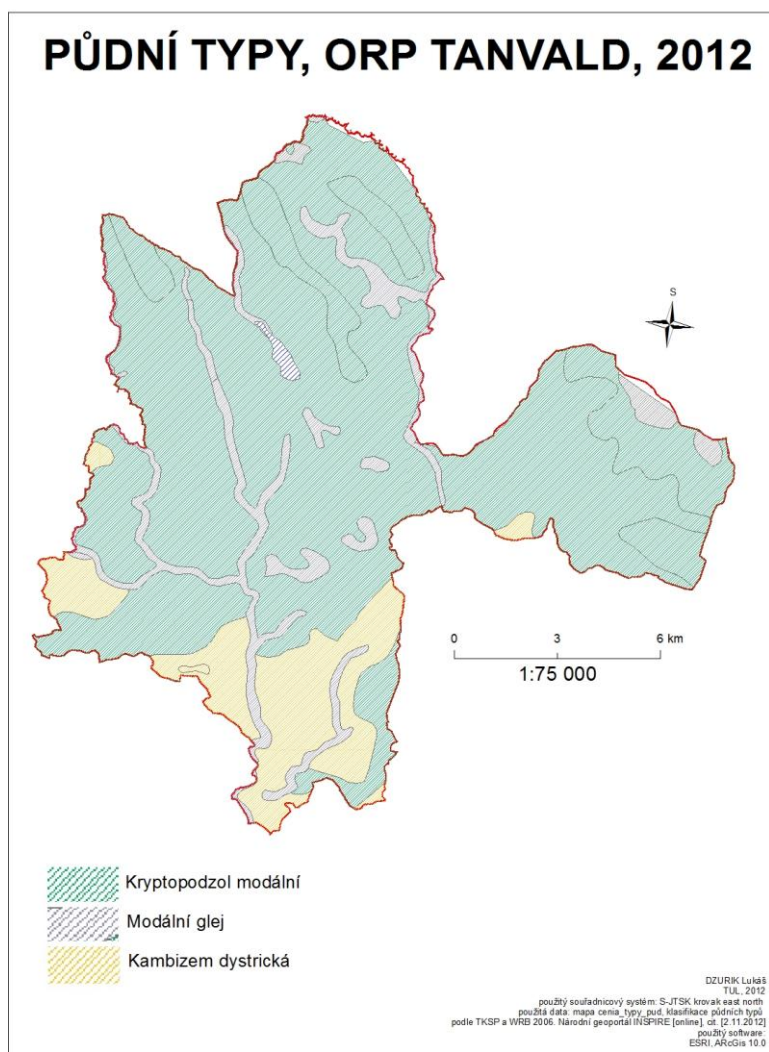 PŮDNÍ TYPY, ORP TANVALD, 2012
S
0 3 6 km
1:75 000
Kryptopodzol modální
Modální glej
Kambizem dystrická
DZURIK Lukáš
TUL, 2012
použitý souřadnicový systém: S-JTSK krovak east north
použitá data: mapa cenia_typy_pud, klasifikace půdních typů
podle TKSP a WRB 2006. Národní geoportál INSPIRE [online], cit. [2.11.2012]
použitý software:
ESRI, ARcGis 10.0